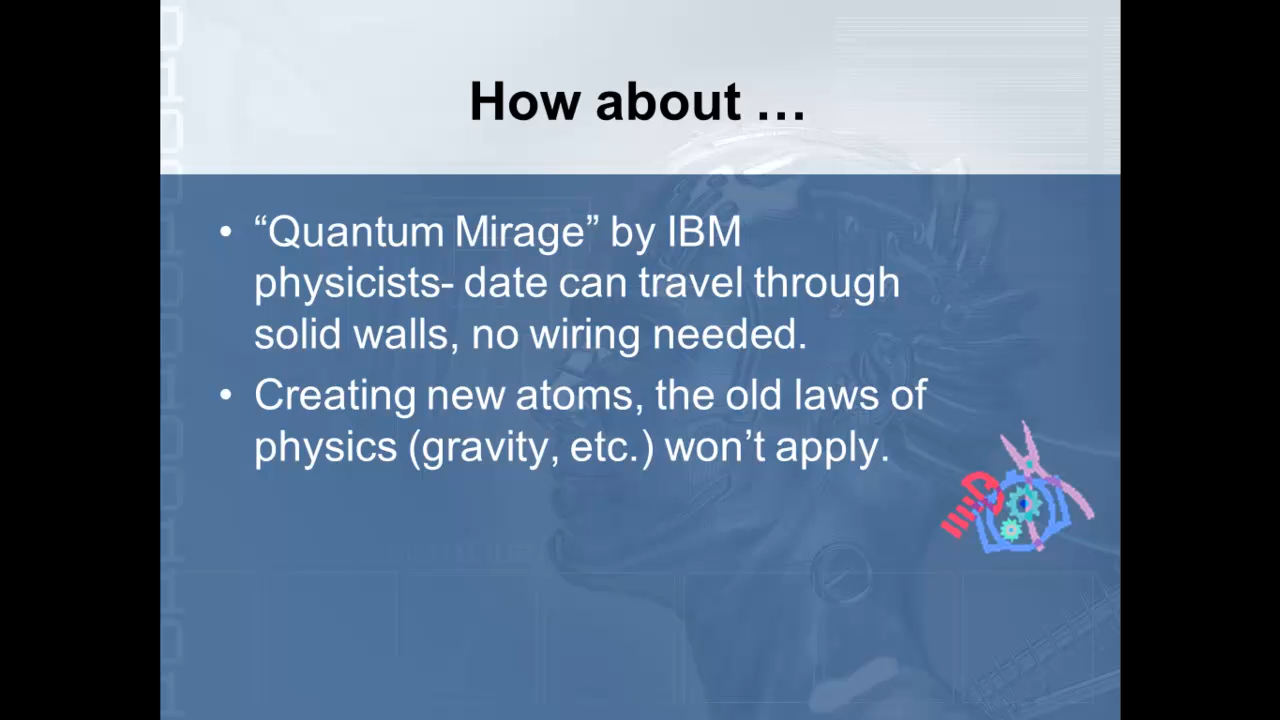 How about …
• “Quantum Mirage” by IBM
physicists- date can travel through
solid walls, no wiring needed.
• Creating new atoms, the old laws of
physics (gravity, etc.) won’t apply.